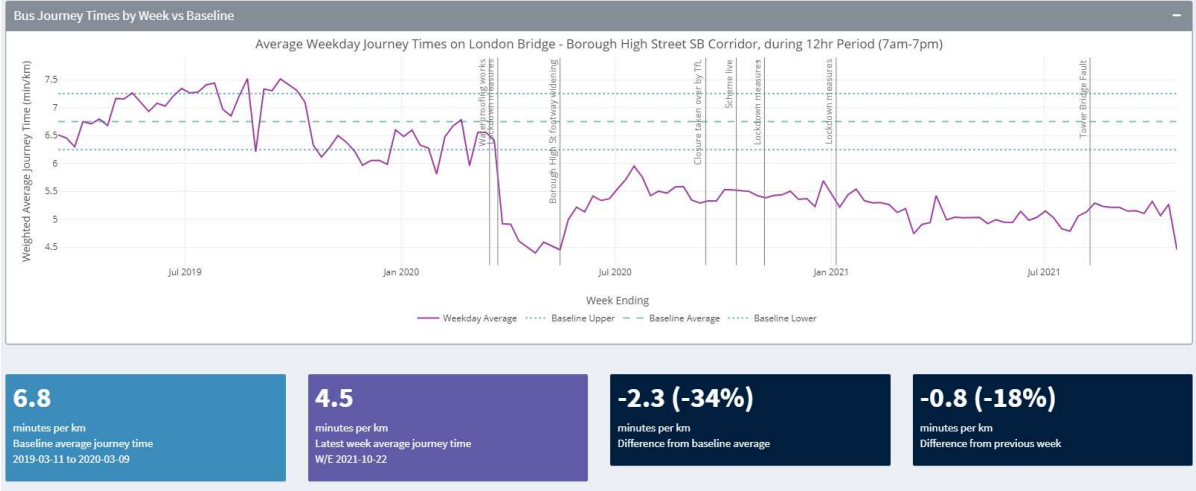 Bus Journey Times by Week vs Baseline
Average Weekday Journey Times on London Bridge - Borough High Street SB Corridor, during 12hr Period (7am-7pm)
Weighted Average Journey Time (min/km)
7.5
7
6.5
6
5.5
5
4.5
Waterproofing works
Lockdown measures
Borough High St footway widening
Closure taken over by TfL
Scheme live
Lockdown measures
Lockdown measures
Tower Bridge Fault
Jul 2019
Jan 2020
Jul 2020
Jan 2021
Jul 2021
Week Ending
Weekday Average
Baseline Upper
Baseline Average
Baseline Lower
6.8
minutes per km
Baseline average journey time
2019-03-11 to 2020-03-09
4.5
minutes per km
Latest week average journey time
W/E 2021-10-22
-2.3 (-34%)
minutes per km
Difference from baseline average
-0.8 (-18%)
minutes per km
Difference from previous week